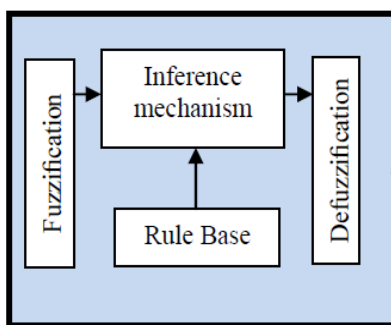 Fuzzification
Inference
mechanism
Defuzzification
Rule Base